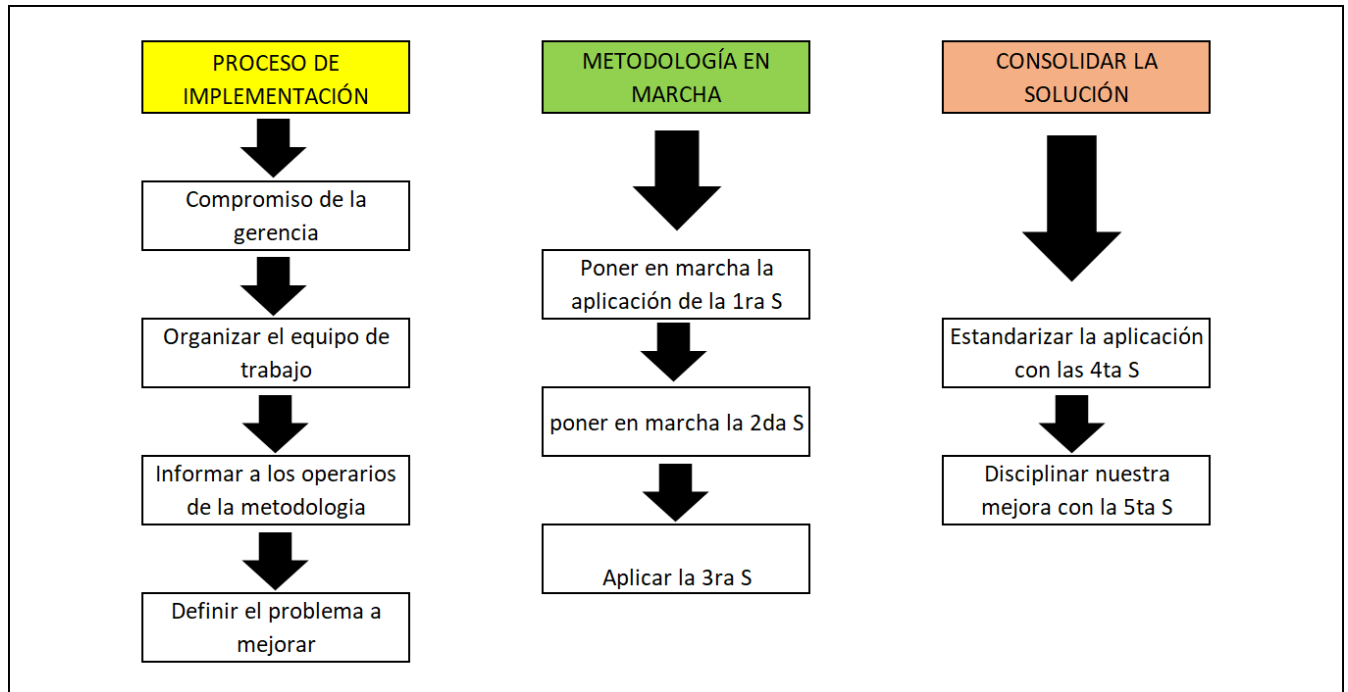 PROCESO DE
IMPLEMENTACIÓN
Compromiso de la
gerencia
Organizar el equipo de
trabajo
Informar a los operarios
de la metodologia
Definir el problema a
mejorar
METODOLOGÍA EN
MARCHA
Poner en marcha la
aplicación de la 1ra S
poner en marcha la 2da S
Aplicar la 3ra S
CONSOLIDAR LA
SOLUCIÓN
Estandarizar la aplicación
con las 4ta S
Disciplinar nuestra
mejora con la 5ta S